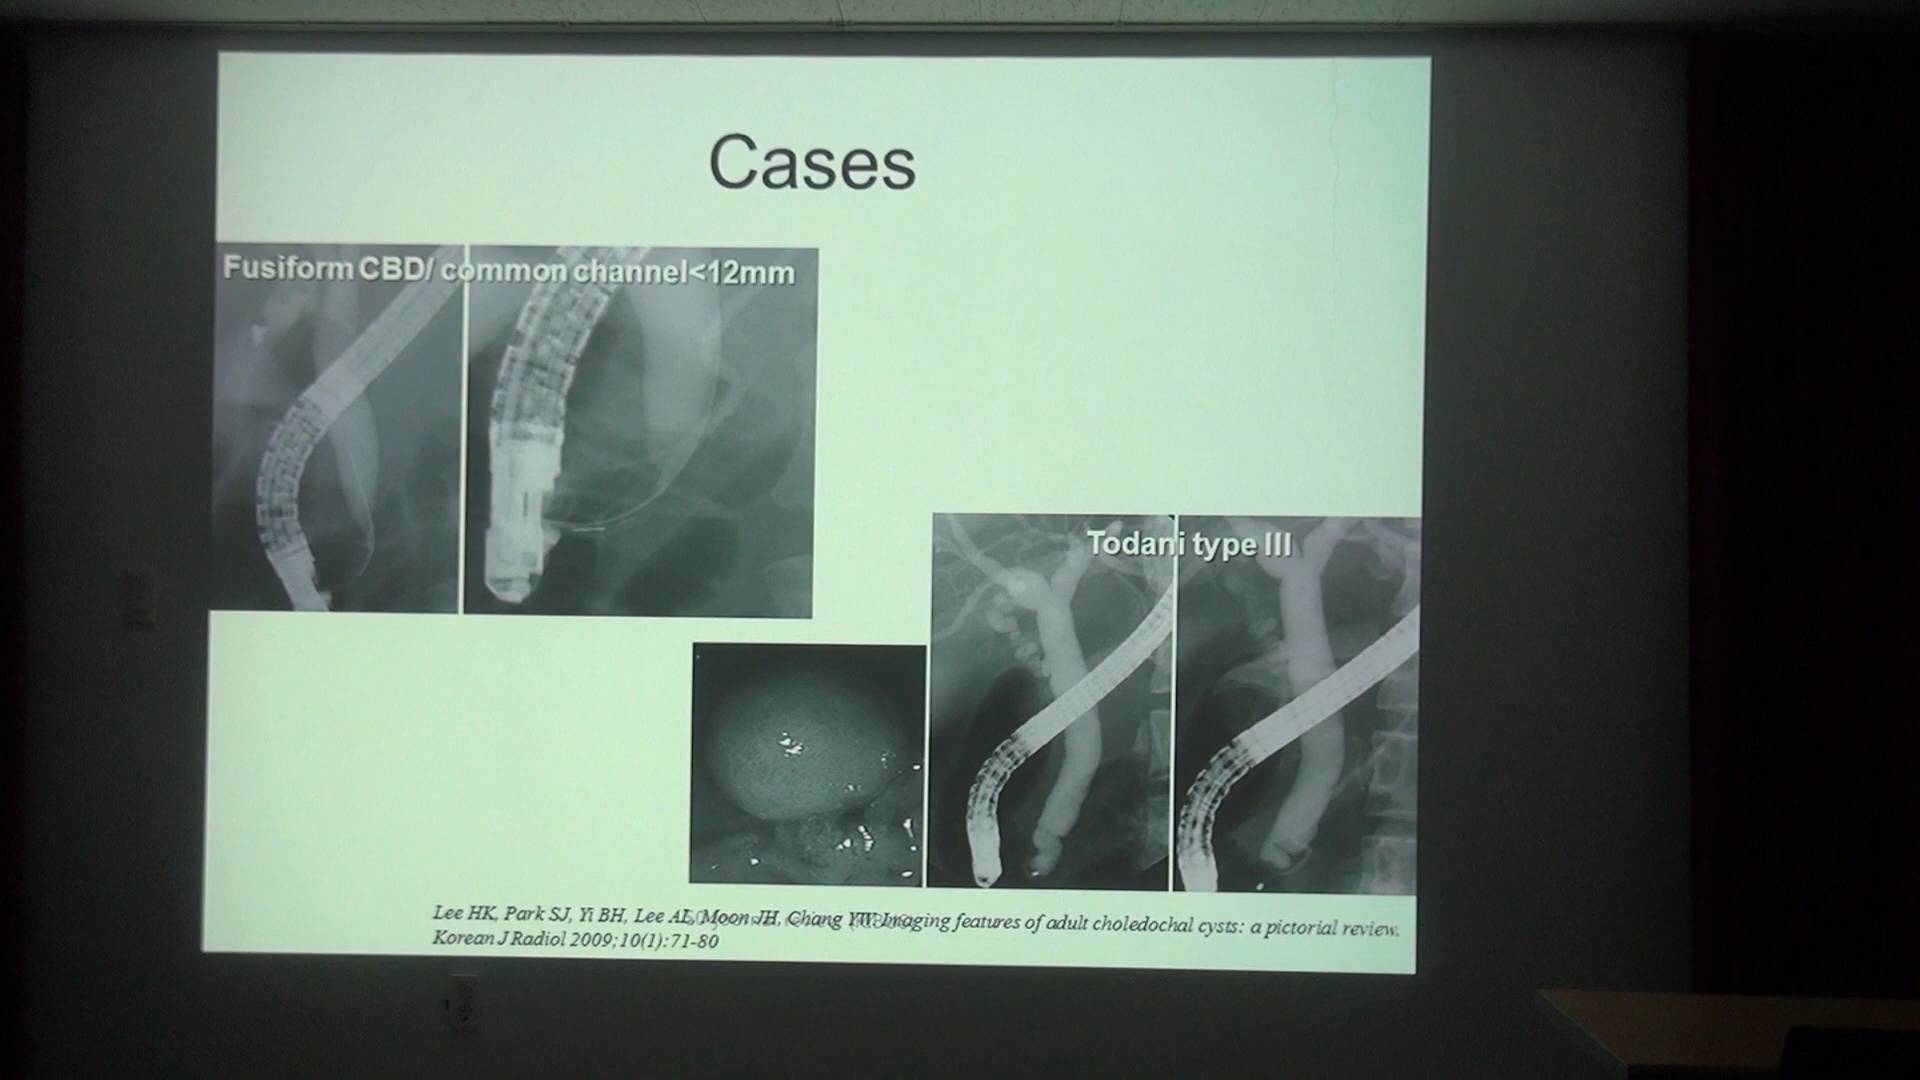 Cases
Fusiform CBD/ common channel<12mm
Todani type III
Lee HK, Park SJ, Yi BH, Lee AL, Moon JH, Chang YW. Imaging features of adult choledochal cysts: a pictorial review.
Korean J Radiol 2009;10(1):71-80